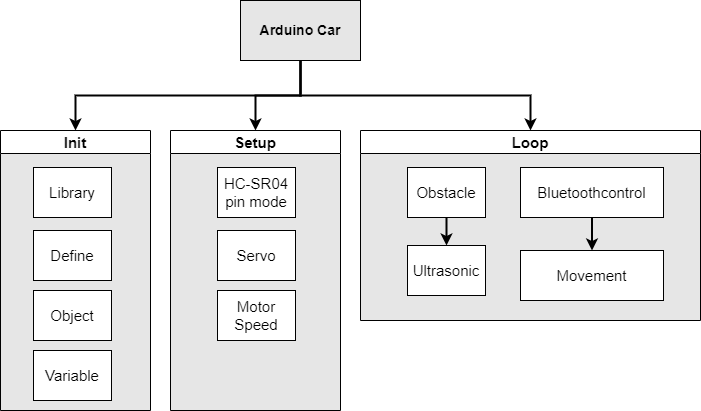 Arduino Car
Init
Library
Define
Object
Variable
Setup
HC-SR04
pin mode
Servo
Motor
Speed
Loop
Obstacle
Ultrasonic
Bluetoothcontrol
Movement